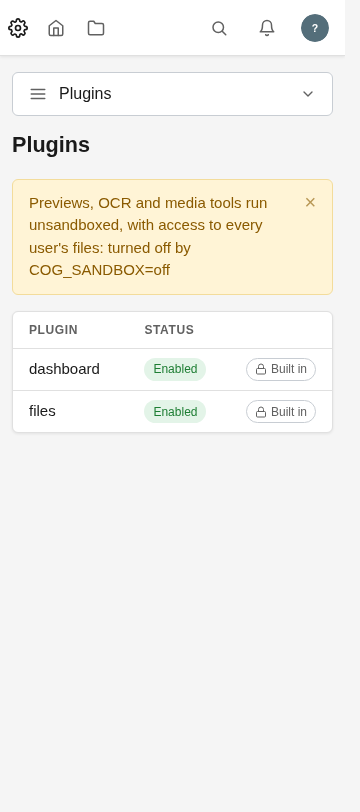 ?
Plugins
Plugins
Previews, OCR and media tools run
unsandboxed, with access to every
user's files: turned off by
COG_SANDBOX=off
PLUGIN STATUS
dashboard Enabled Built in
files Enabled Built in